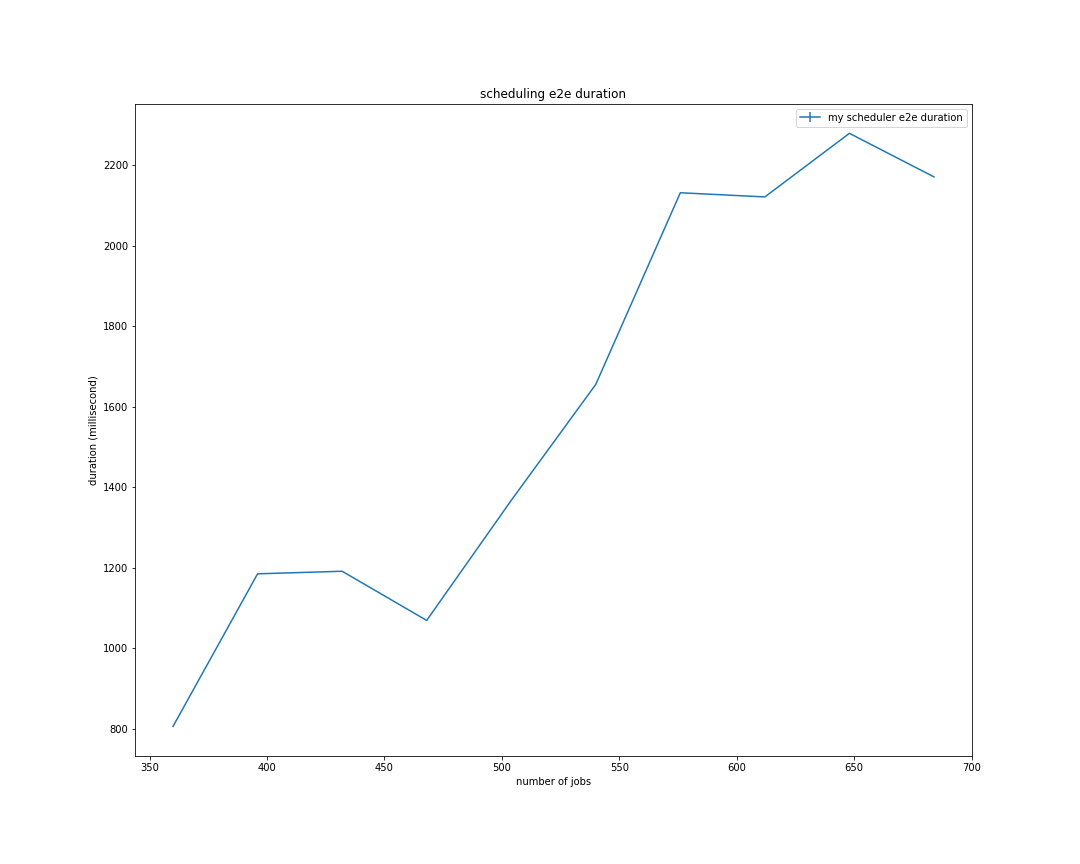 scheduling e2e duration
my scheduler e2e duration
2200
2000
1800
1600
1400
1200
1000
800
duration (millisecond)
350 400 450 500 550 600 650 700
number of jobs